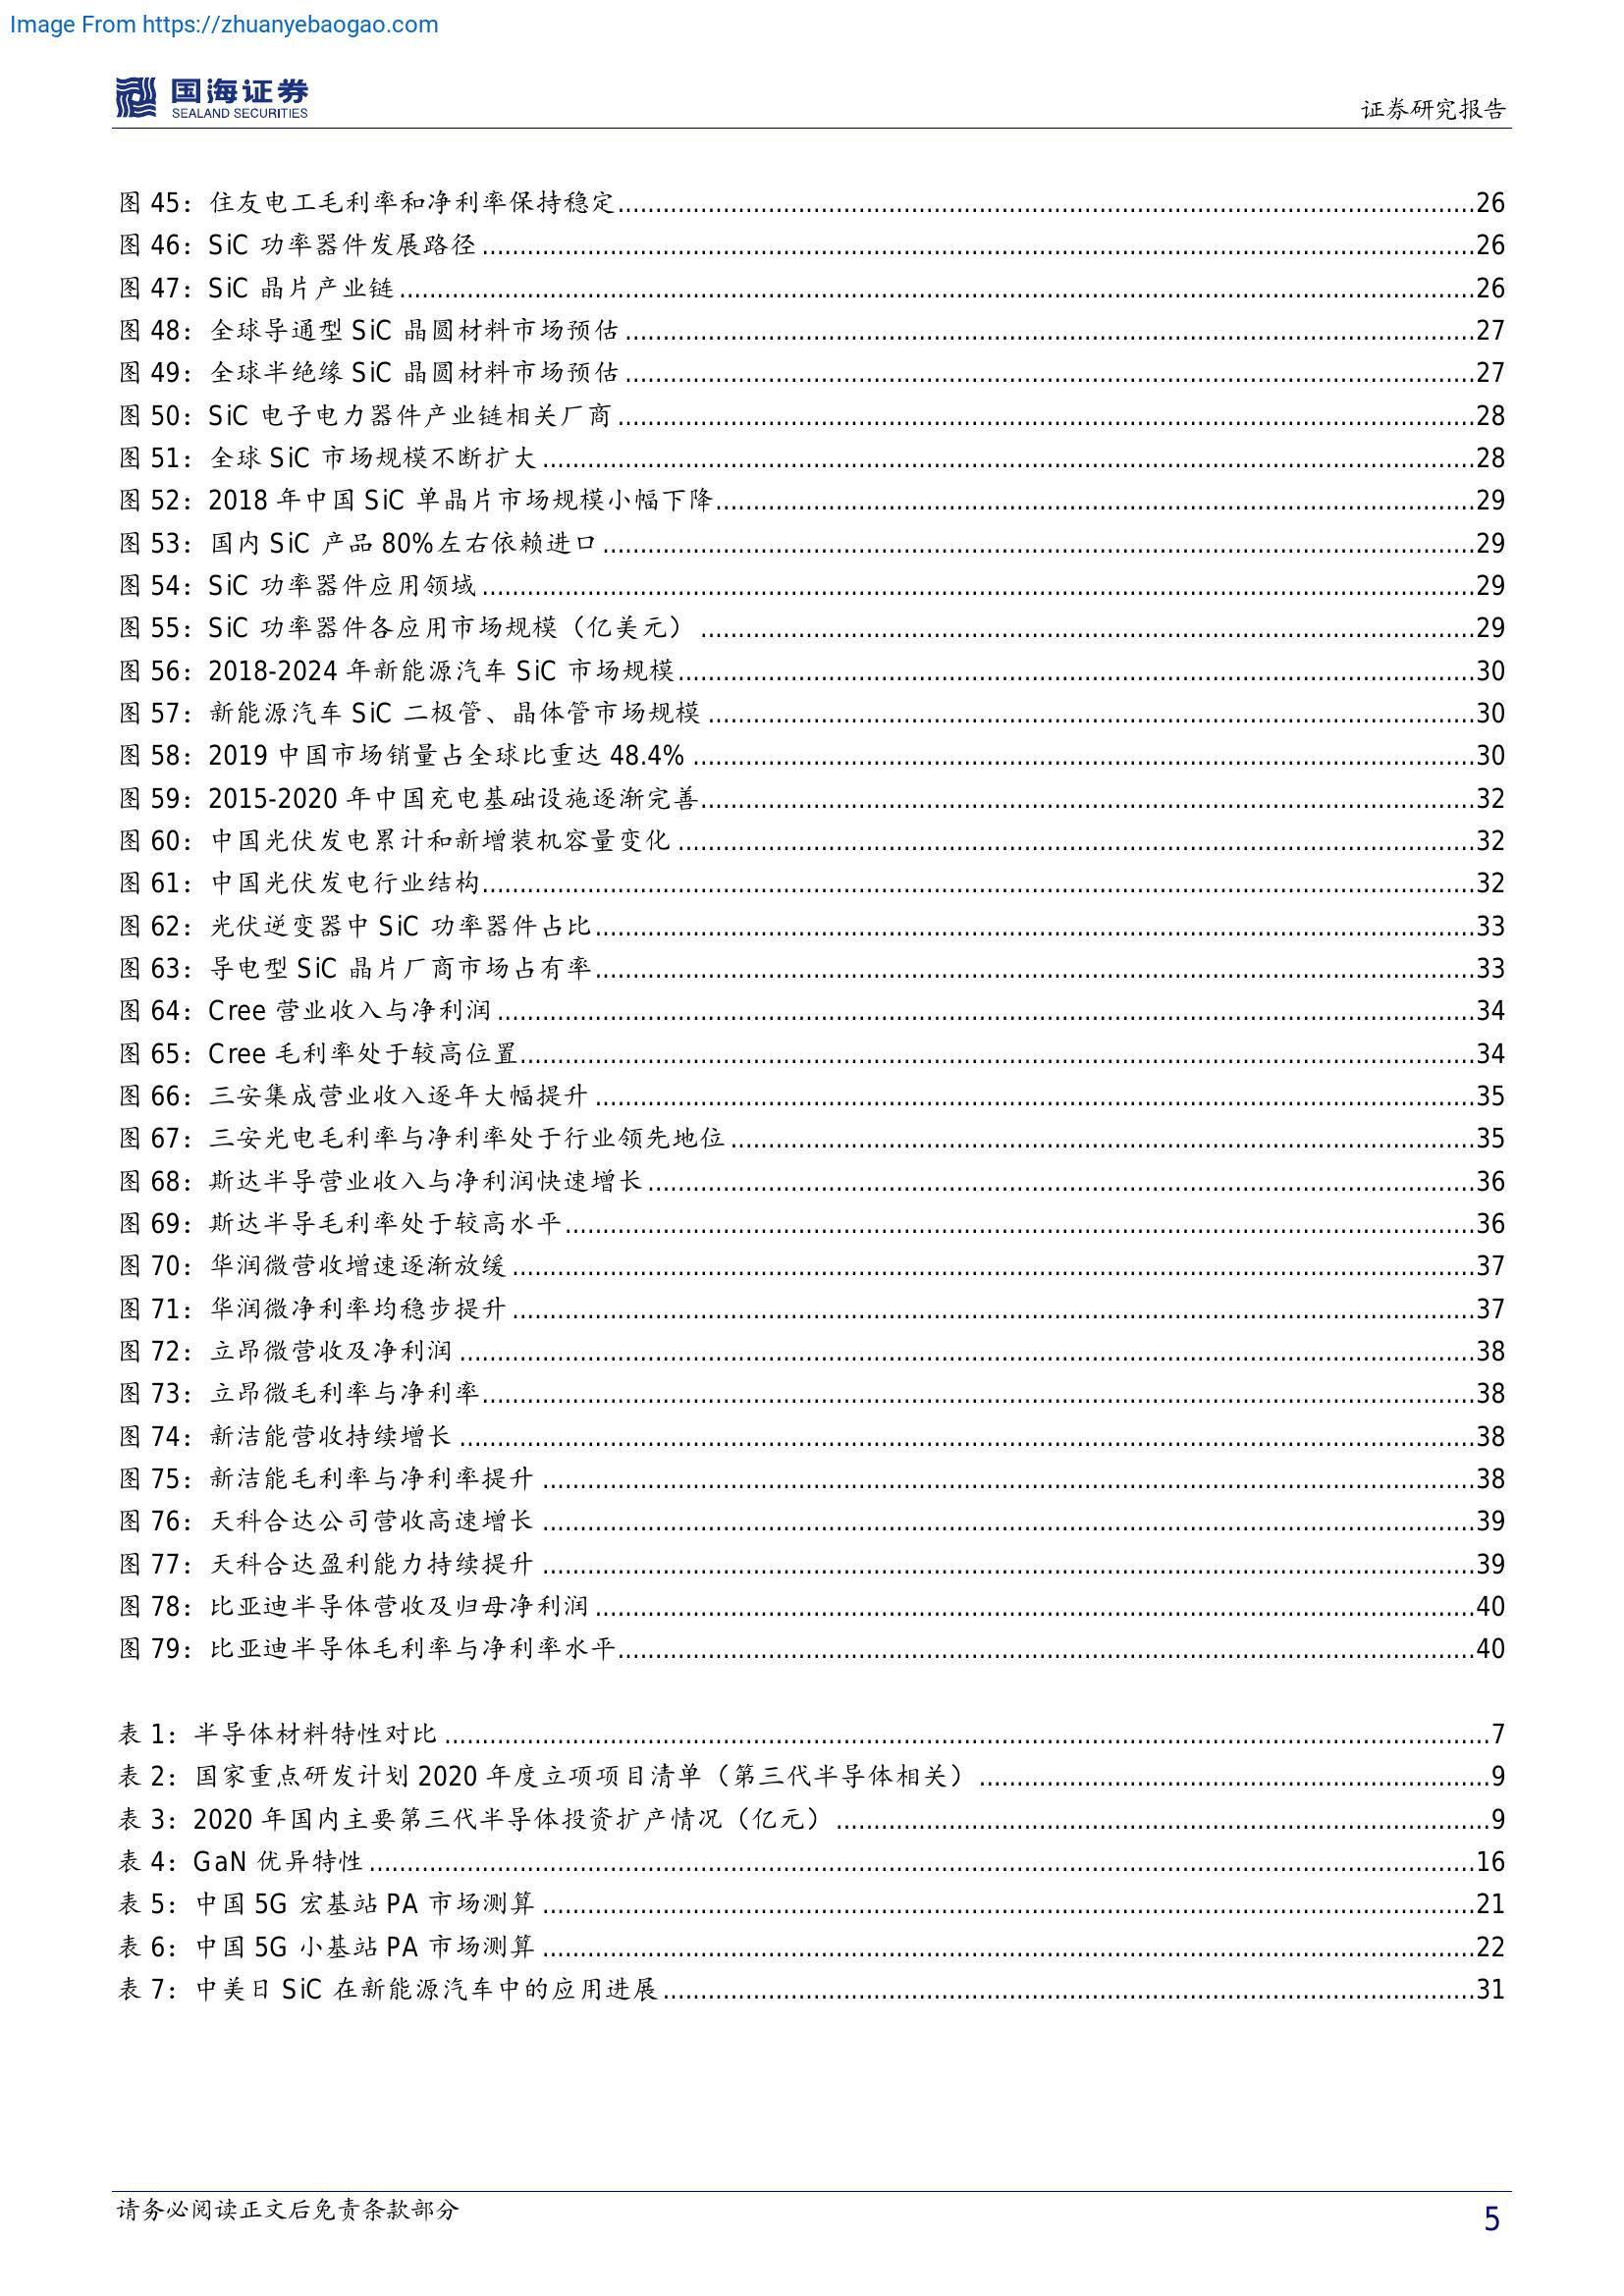 Image From https://zhuanyebaogao.com
国海证券
SEALAND SECURITIES
证券研究报告
图 45：住友电工毛利率和净利率保持稳定....................26
图 46：SiC 功率器件发展路径....................26
图 47：SiC 晶片产业链....................26
图 48：全球导通型 SiC 晶圆材料市场预估....................27
图 49：全球半绝缘 SiC 晶圆材料市场预估....................27
图 50：SiC 电子电力器件产业链相关厂商....................28
图 51：全球 SiC 市场规模不断扩大....................28
图 52：2018 年中国 SiC 单晶片市场规模小幅下降....................29
图 53：国内 SiC 产品 80%左右依赖进口....................29
图 54：SiC 功率器件应用领域....................29
图 55：SiC 功率器件各应用市场规模（亿美元）....................29
图 56：2018-2024 年新能源汽车 SiC 市场规模....................30
图 57：新能源汽车 SiC 二极管、晶体管市场规模....................30
图 58：2019 中国市场销量占全球比重达 48.4%....................30
图 59：2015-2020 年中国充电基础设施逐渐完善....................32
图 60：中国光伏发电累计和新增装机容量变化....................32
图 61：中国光伏发电行业结构....................32
图 62：光伏逆变器中 SiC 功率器件占比....................33
图 63：导电型 SiC 晶片厂商市场占有率....................33
图 64：Cree 营业收入与净利润....................34
图 65：Cree 毛利率处于较高位置....................34
图 66：三安集成营业收入逐年大幅提升....................35
图 67：三安光电毛利率与净利率处于行业领先地位....................35
图 68：斯达半导营业收入与净利润快速增长....................36
图 69：斯达半导毛利率处于较高水平....................36
图 70：华润微营收增速逐渐放缓....................37
图 71：华润微净利率均稳步提升....................37
图 72：立昂微营收及净利润....................38
图 73：立昂微毛利率与净利率....................38
图 74：新洁能营收持续增长....................38
图 75：新洁能毛利率与净利率提升....................38
图 76：天科合达公司营收高速增长....................39
图 77：天科合达盈利能力持续提升....................39
图 78：比亚迪半导体营收及归母净利润....................40
图 79：比亚迪半导体毛利率与净利率水平....................40
表 1：半导体材料特性对比....................7
表 2：国家重点研发计划 2020 年度立项项目清单（第三代半导体相关）....................9
表 3：2020 年国内主要第三代半导体投资扩产情况（亿元）....................9
表 4：GaN 优异特性....................16
表 5：中国 5G 宏基站 PA 市场测算....................21
表 6：中国 5G 小基站 PA 市场测算....................22
表 7：中美日 SiC 在新能源汽车中的应用进展....................31
请务必阅读正文后免责条款部分
5